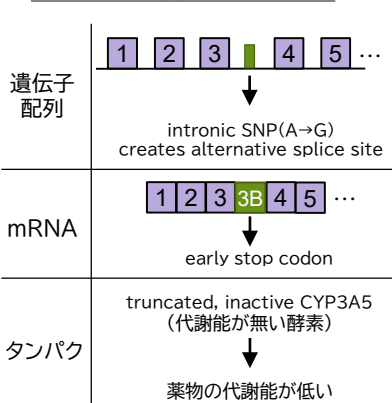 遺伝子
配列
1 2 3 4 5 …
intronic SNP(A→G)
creates alternative splice site
mRNA
1 2 3 3B 4 5 …
early stop codon
タンパク
truncated, inactive CYP3A5
（代謝能が無い酵素）
薬物の代謝能が低い